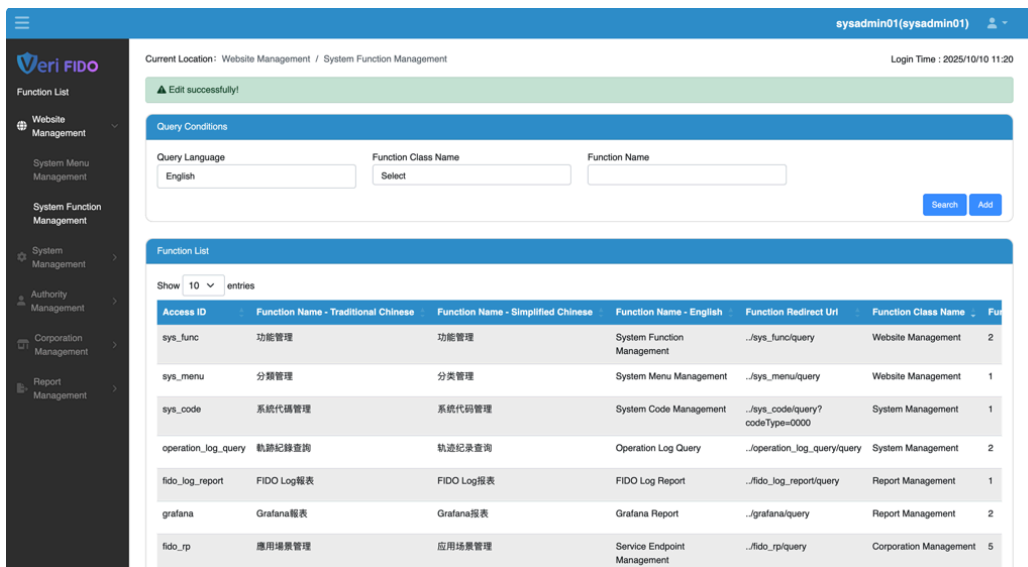 sysadmin01(sysadmin01)
Veri FIDO
Function List
Website
Management
System Menu
Management
System Function
Management
System
Management
Authority
Management
Corporation
Management
Report
Management
Current Location: Website Management / System Function Management
Login Time : 2025/10/10 11:20
Edit successfully!
Query Conditions
Query Language
Function Class Name
Function Name
English
Select
Search
Add
Function List
Show 10 entries
Access ID Function Name - Traditional Chinese Function Name - Simplified Chinese Function Name - English Function Redirect Url Function Class Name Fur
sys_func 功能管理 功能管理 System Function ../sys_func/query Website Management 2
Management
sys_menu 分類管理 分类管理 System Menu Management ../sys_menu/query Website Management 1
sys_code 系統代碼管理 系统代码管理 System Code Management ../sys_code/query? System Management 1
codeType=0000
operation_log_query 軌跡紀錄查詢 轨迹纪录查询 Operation Log Query ../operation_log_query/query System Management 2
fido_log_report FIDO Log報表 FIDO Log报表 FIDO Log Report ../fido_log_report/query Report Management 1
grafana Grafana報表 Grafana报表 Grafana Report ../grafana/query Report Management 2
fido_rp 應用場景管理 应用场景管理 Service Endpoint ../fido_rp/query Corporation Management 5
Management